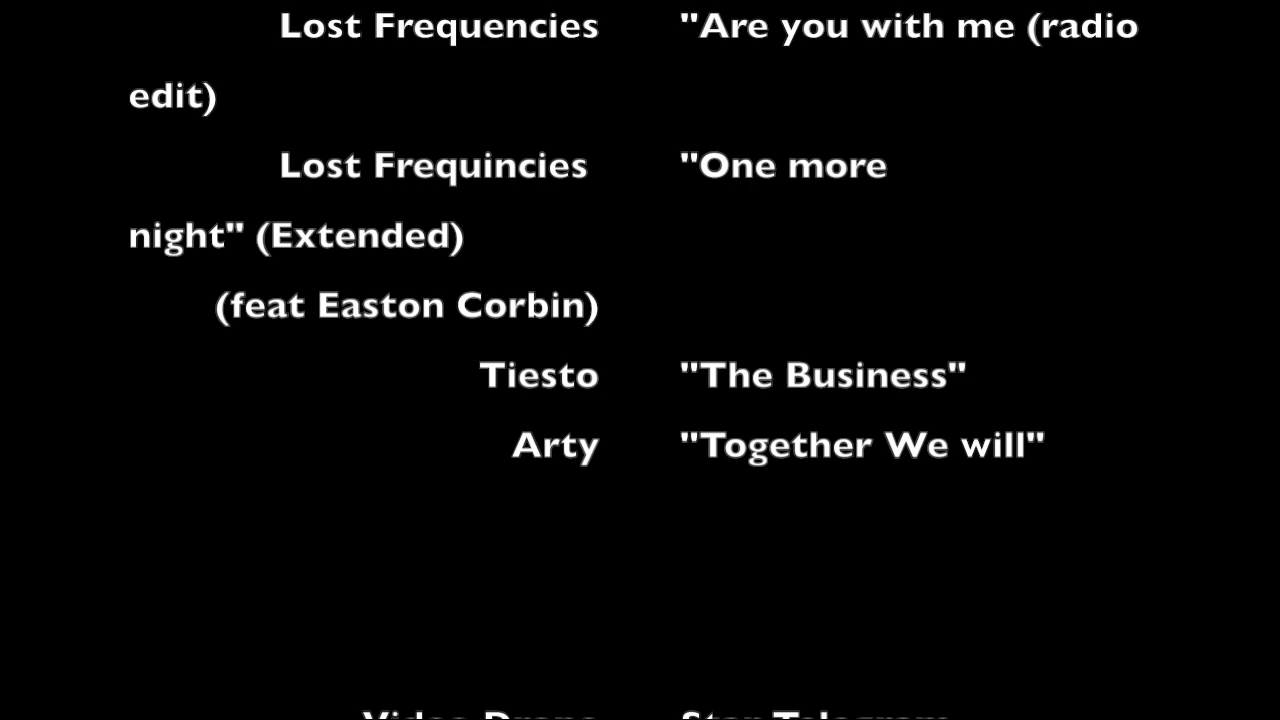 Lost Frequencies "Are you with me (radio
edit)
Lost Frequincies "One more
night" (Extended)
(feat Easton Corbin)
Tiesto "The Business"
Arty "Together We will"